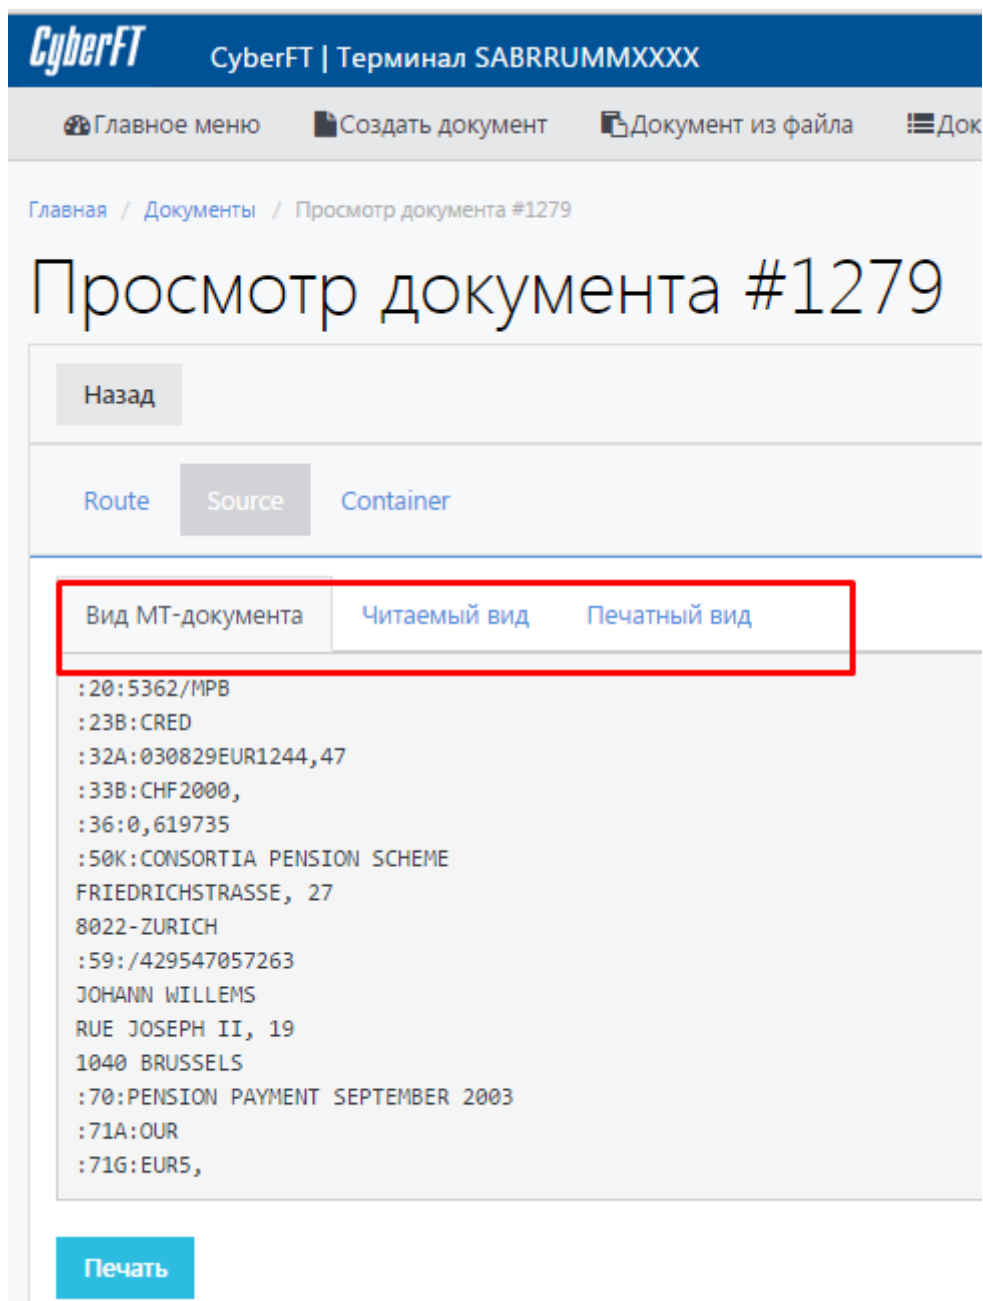 CyberFT
CyberFT | Терминал SABRRUMMXXXX
Главное меню Создать документ Документ из файла Док
Главная / Документы / Просмотр документа #1279
Просмотр документа #1279
Назад
Route Source Container
Вид МТ-документа Читаемый вид Печатный вид
:20:5362/MPB
:23B:CRED
:32A:030829EUR1244,47
:33B:CHF2000,
:36:0,619735
:50K:CONSORTIA PENSION SCHEME
FRIEDRICHSTRASSE, 27
8022-ZURICH
:59:/429547057263
JOHANN WILLEMS
RUE JOSEPH II, 19
1040 BRUSSELS
:70:PENSION PAYMENT SEPTEMBER 2003
:71A:OUR
:71G:EUR5,
Печать